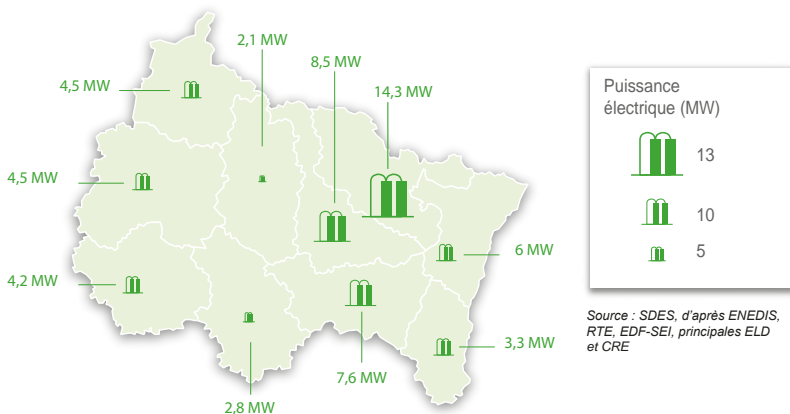 2,1 MW
8,5 MW
4,5 MW
14,3 MW
4,5 MW
6 MW
4,2 MW
3,3 MW
7,6 MW
2,8 MW
Puissance
électrique (MW)
13
10
5
Source : SDES, d'après ENEDIS,
RTE, EDF-SEI, principales ELD
et CRE